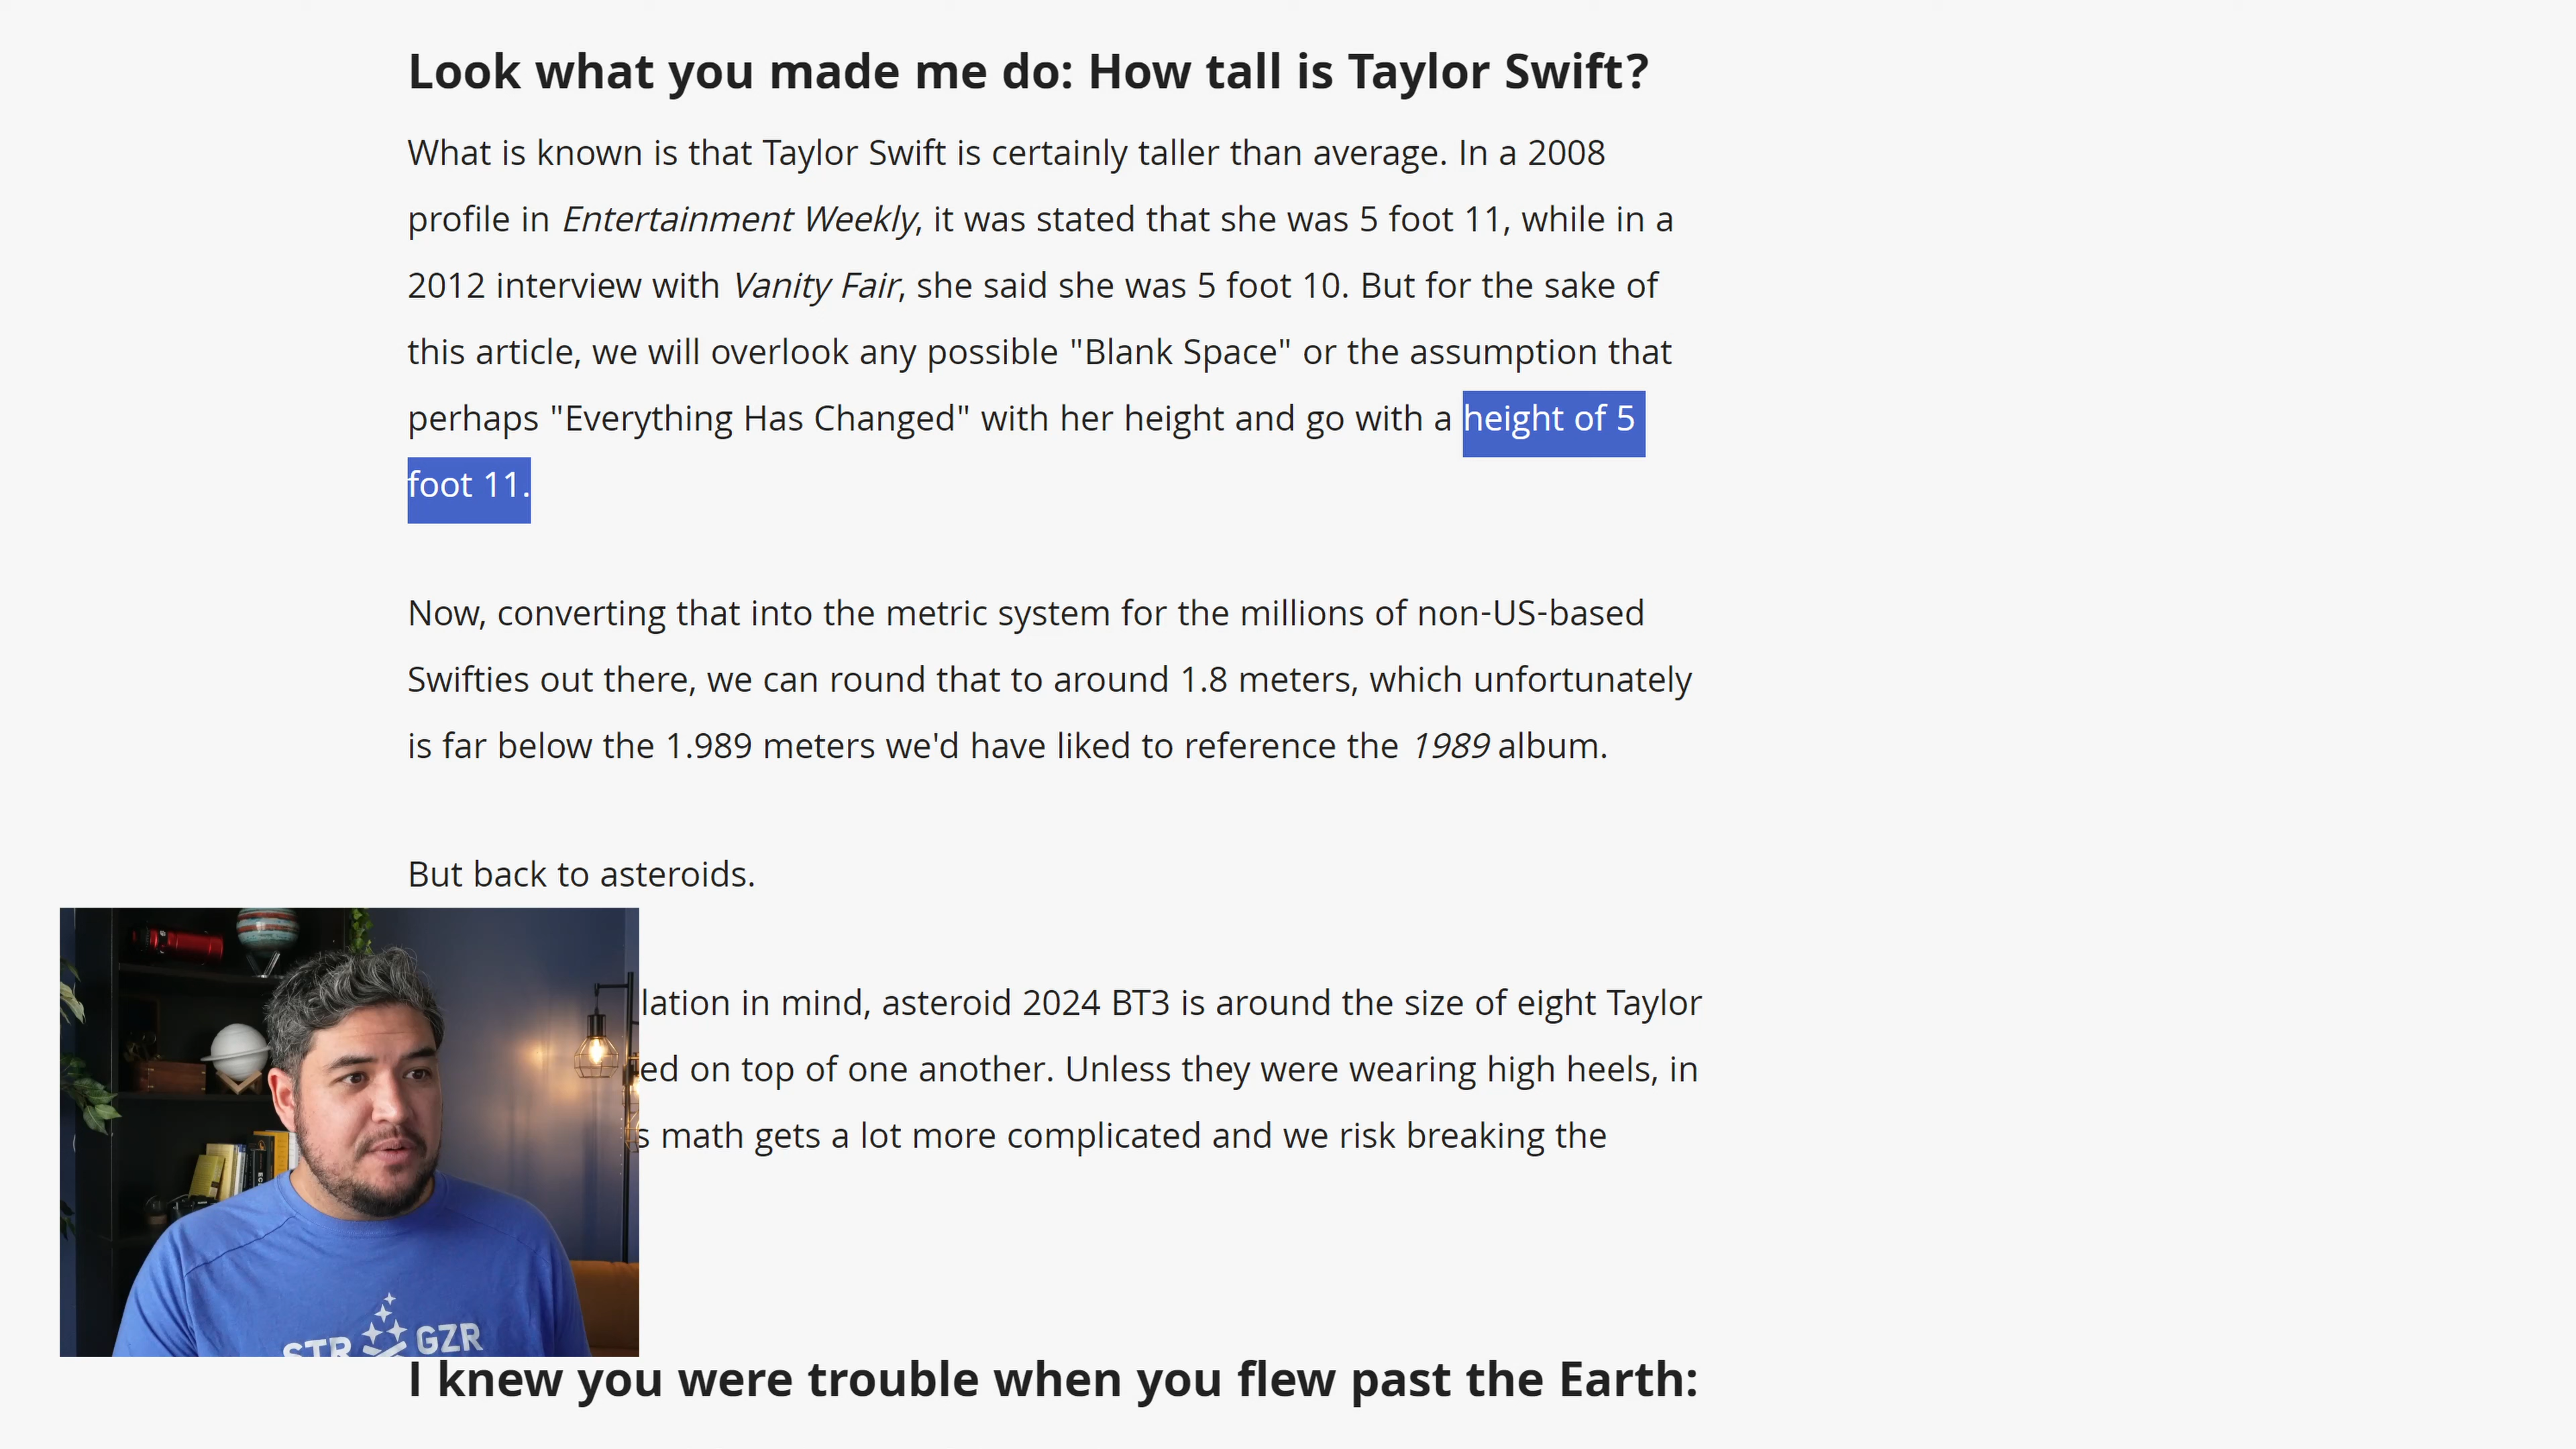 Look what you made me do: How tall is Taylor Swift?
What is known is that Taylor Swift is certainly taller than average. In a 2008
profile in Entertainment Weekly, it was stated that she was 5 foot 11, while in a
2012 interview with Vanity Fair, she said she was 5 foot 10. But for the sake of
this article, we will overlook any possible "Blank Space" or the assumption that
perhaps "Everything Has Changed" with her height and go with a height of 5
foot 11.
Now, converting that into the metric system for the millions of non-US-based
Swifties out there, we can round that to around 1.8 meters, which unfortunately
is far below the 1.989 meters we'd have liked to reference the 1989 album.
But back to asteroids.
lation in mind, asteroid 2024 BT3 is around the size of eight Taylor
ed on top of one another. Unless they were wearing high heels, in
s math gets a lot more complicated and we risk breaking the
STR GZR
I knew you were trouble when you flew past the Earth: